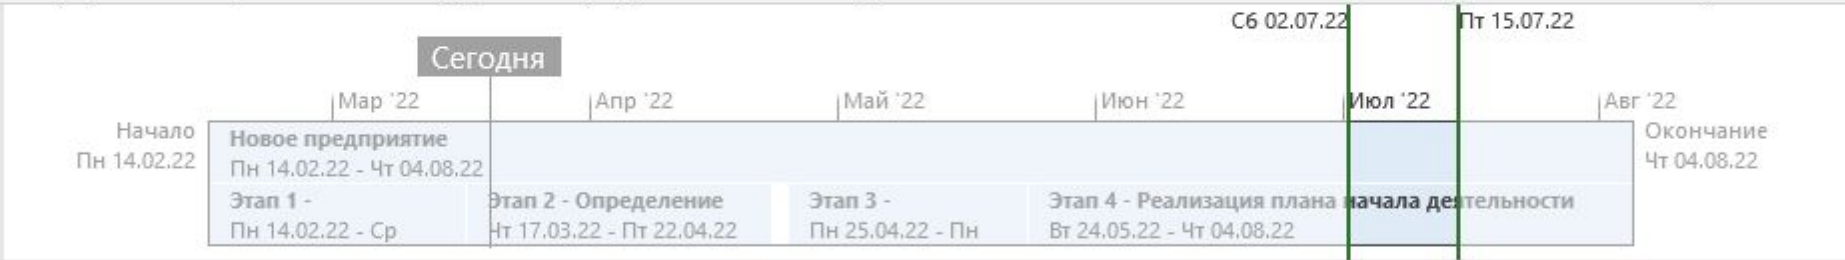 Сб 02.07.22 Пт 15.07.22
Сегодня
Мар '22 Апр '22 Май '22 Июн '22 Июл '22 Авг '22
Начало Новое предприятие Окончание
Пн 14.02.22 Пн 14.02.22 - Чт 04.08.22 Чт 04.08.22
Этап 1 - Этап 2 - Определение Этап 3 - Этап 4 - Реализация плана начала деятельности
Пн 14.02.22 - Ср Чт 17.03.22 - Пт 22.04.22 Пн 25.04.22 - Пн Вт 24.05.22 - Чт 04.08.22